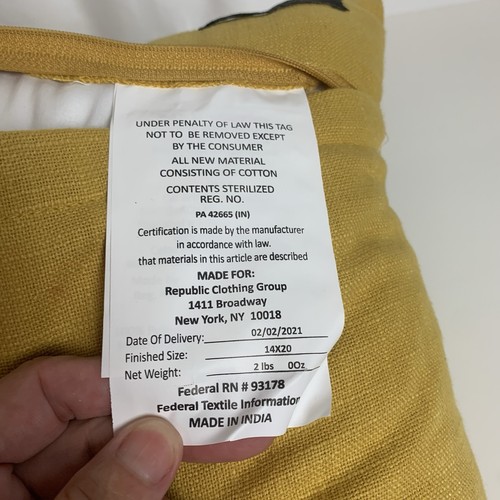 UNDER PENALTY OF LAW THIS TAG
NOT TO BE REMOVED EXCEPT
BY THE CONSUMER
ALL NEW MATERIAL
CONSISTING OF COTTON
CONTENTS STERILIZED
REG. NO.
PA 42665 (IN)
Certification is made by the manufacturer
in accordance with law.
that materials in this article are described
MADE FOR:
Republic Clothing Group
1411 Broadway
New York, NY 10018
Date Of Delivery: 02/02/2021
Finished Size: 14X20
Net Weight: 2 lbs 0Oz
Federal RN # 93178
Federal Textile Information
MADE IN INDIA